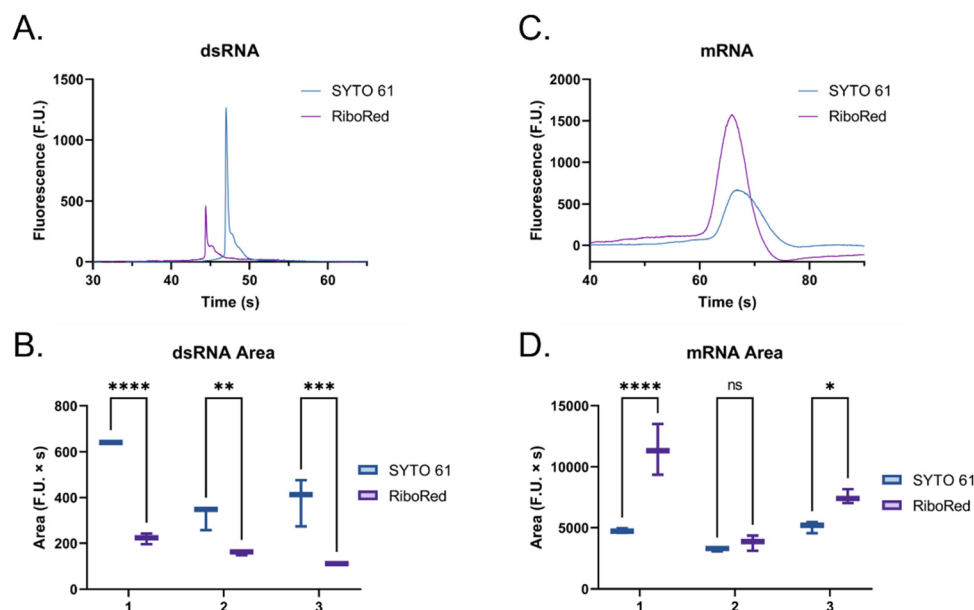 A.
dsRNA
1500
1000
500
0
Fluorescence (F.U.)
30 40 50 60
Time (s)
SYTO 61
RiboRed
C.
mRNA
2000
1500
1000
500
0
Fluorescence (F.U.)
40 60 80
Time (s)
SYTO 61
RiboRed
B.
dsRNA Area
**** ** ***
800
600
400
200
0
Area (F.U. × s)
1 2 3
SYTO 61
RiboRed
D.
mRNA Area
**** ns *
15000
10000
5000
0
Area (F.U. × s)
1 2 3
SYTO 61
RiboRed